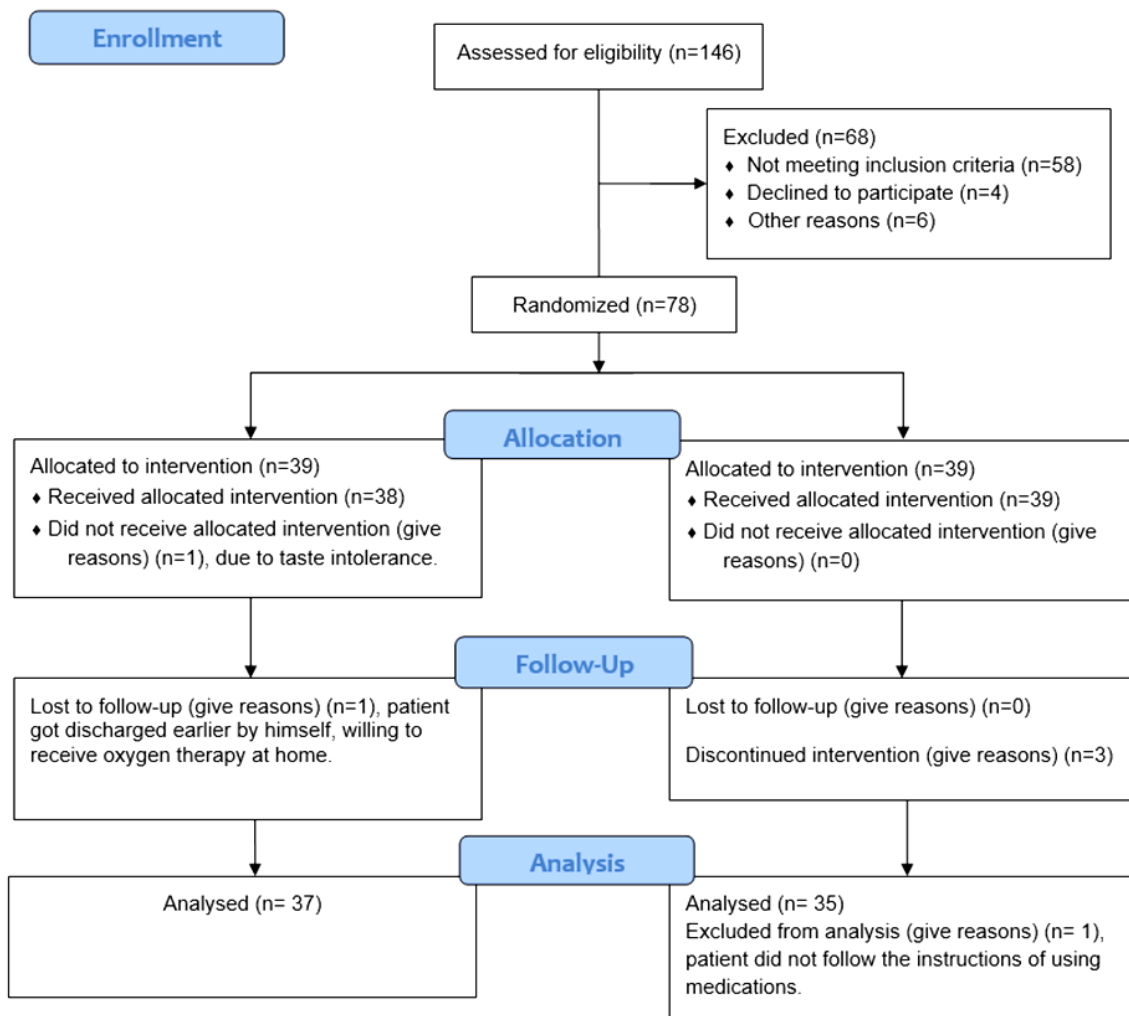 Enrollment
Assessed for eligibility (n=146)
Excluded (n=68)
♦ Not meeting inclusion criteria (n=58)
♦ Declined to participate (n=4)
♦ Other reasons (n=6)
Randomized (n=78)
Allocation
Allocated to intervention (n=39)
♦ Received allocated intervention (n=38)
♦ Did not receive allocated intervention (give
reasons) (n=1), due to taste intolerance.
Allocated to intervention (n=39)
♦ Received allocated intervention (n=39)
♦ Did not receive allocated intervention (give
reasons) (n=0)
Follow-Up
Lost to follow-up (give reasons) (n=1), patient
got discharged earlier by himself, willing to
receive oxygen therapy at home.
Lost to follow-up (give reasons) (n=0)
Discontinued intervention (give reasons) (n=3)
Analysis
Analysed (n= 37)
Analysed (n= 35)
Excluded from analysis (give reasons) (n= 1),
patient did not follow the instructions of using
medications.